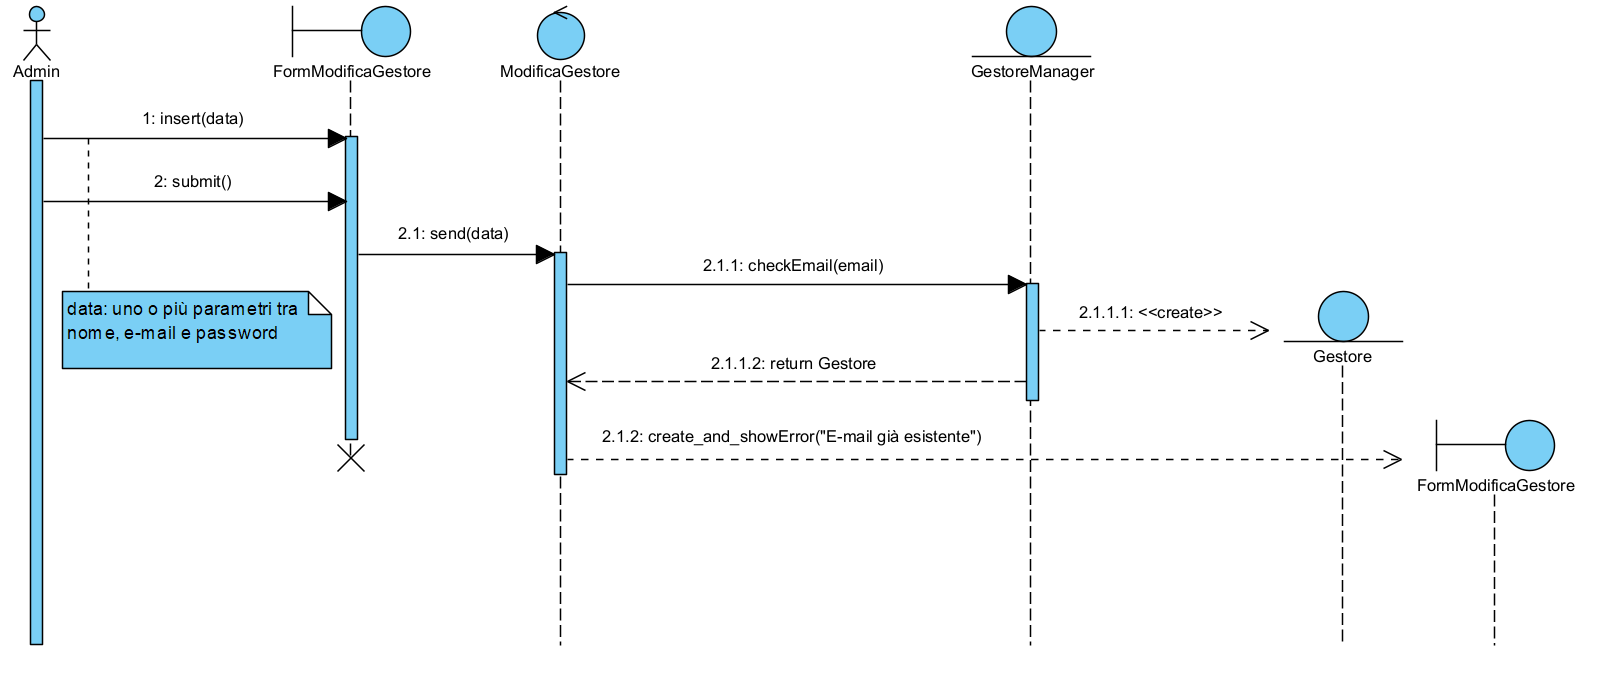 Admin
FormModificaGestore
ModificaGestore
GestoreManager
1: insert(data)
2: submit()
2.1: send(data)
2.1.1: checkEmail(email)
data: uno o più parametri tra
nome, e-mail e password
2.1.1.1: <<create>>
Gestore
2.1.1.2: return Gestore
2.1.2: create_and_showError("E-mail già esistente")
FormModificaGestore